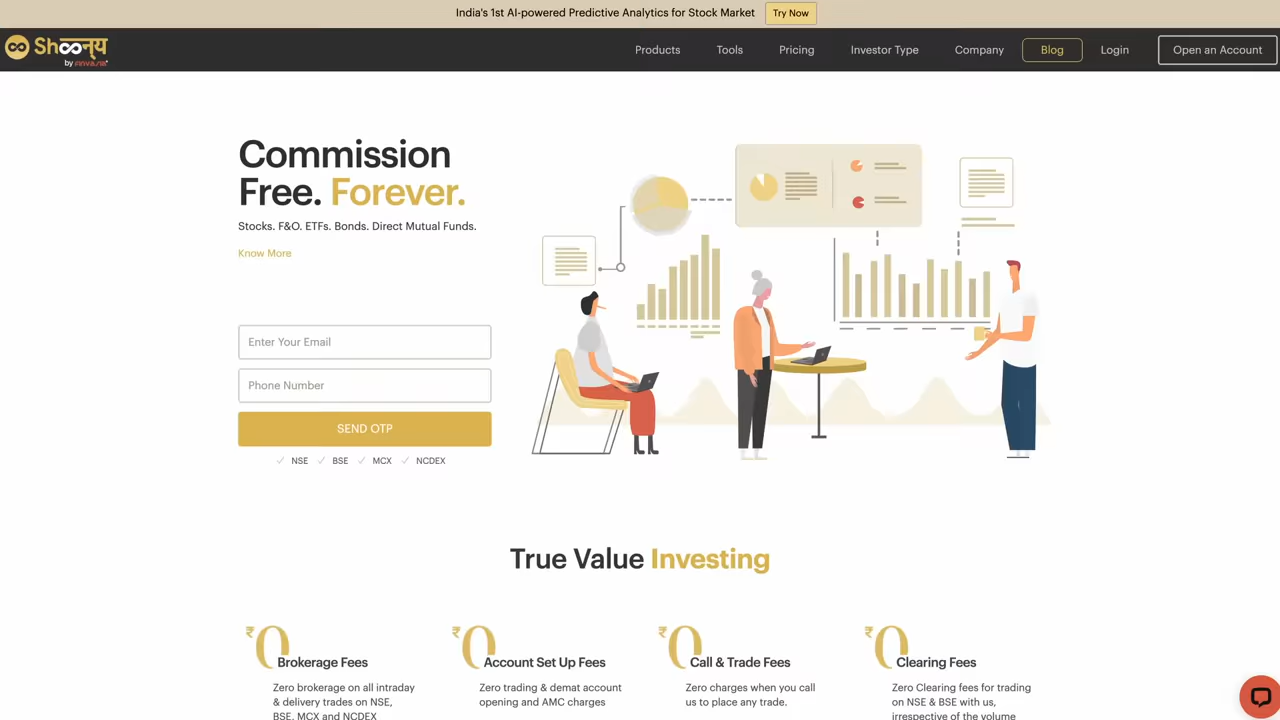 India's 1st AI-powered Predictive Analytics for Stock Market Try Now
Shoonय
by FINVASIA
Products Tools Pricing Investor Type Company Blog Login Open an Account
Commission
Free. Forever.
Stocks. F&O. ETFs. Bonds. Direct Mutual Funds.
Know More
Enter Your Email
Phone Number
SEND OTP
NSE BSE MCX NCDEX
True Value Investing
₹0 Brokerage Fees
Zero brokerage on all intraday
& delivery trades on NSE,
BSE, MCX and NCDEX
₹0 Account Set Up Fees
Zero trading & demat account
opening and AMC charges
₹0 Call & Trade Fees
Zero charges when you call
us to place any trade.
₹0 Clearing Fees
Zero Clearing fees for trading
on NSE & BSE with us,
irrespective of the volume